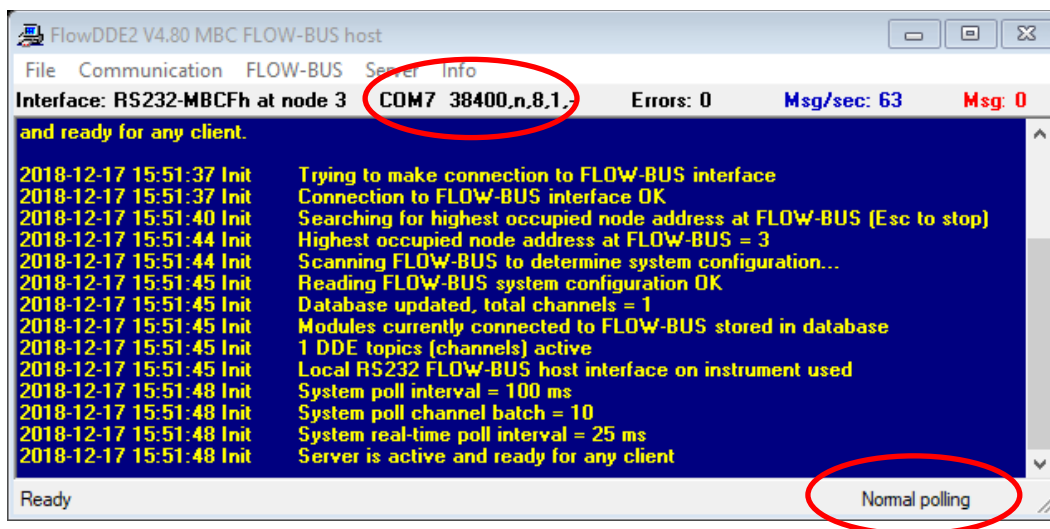 FlowDDE2 V4.80 MBC FLOW-BUS host
File Communication FLOW-BUS Server Info
Interface: RS232-MBCFh at node 3 COM7 38400,n,8,1,- Errors: 0 Msg/sec: 63 Msg: 0
and ready for any client.
2018-12-17 15:51:37 Init Trying to make connection to FLOW-BUS interface
2018-12-17 15:51:37 Init Connection to FLOW-BUS interface OK
2018-12-17 15:51:40 Init Searching for highest occupied node address at FLOW-BUS (Esc to stop)
2018-12-17 15:51:44 Init Highest occupied node address at FLOW-BUS = 3
2018-12-17 15:51:44 Init Scanning FLOW-BUS to determine system configuration...
2018-12-17 15:51:45 Init Reading FLOW-BUS system configuration OK
2018-12-17 15:51:45 Init Database updated, total channels = 1
2018-12-17 15:51:45 Init Modules currently connected to FLOW-BUS stored in database
2018-12-17 15:51:45 Init 1 DDE topics (channels) active
2018-12-17 15:51:45 Init Local RS232 FLOW-BUS host interface on instrument used
2018-12-17 15:51:48 Init System poll interval = 100 ms
2018-12-17 15:51:48 Init System poll channel batch = 10
2018-12-17 15:51:48 Init System real-time poll interval = 25 ms
2018-12-17 15:51:48 Init Server is active and ready for any client
Ready Normal polling